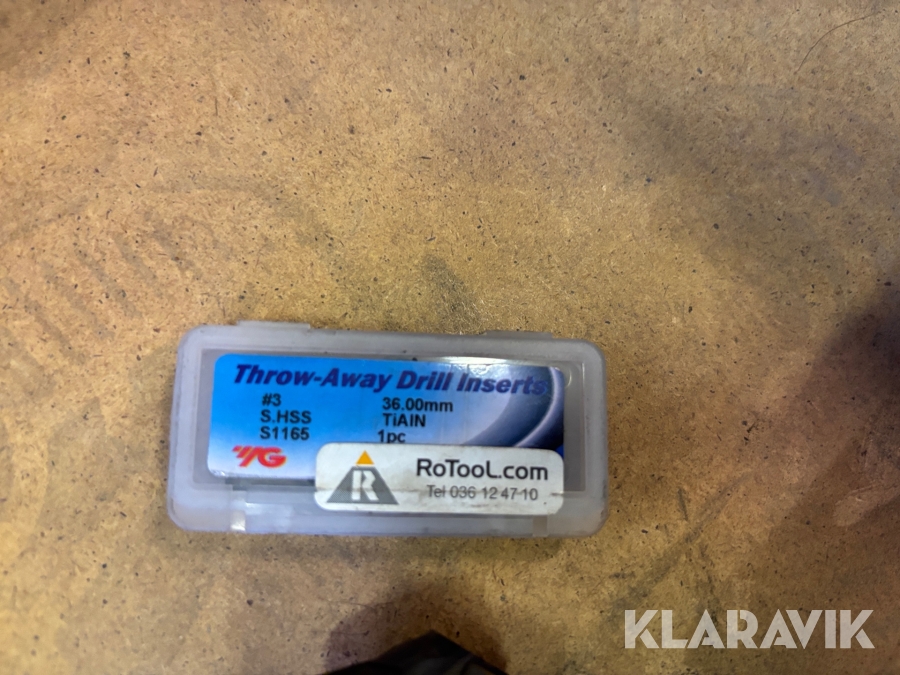 Throw-Away Drill Inserts
#3 36.00mm
S.HSS TiAIN
S1165 1pc
YG
RoTooL.com
R
Tel 036 12 47 10
KLARAVIK